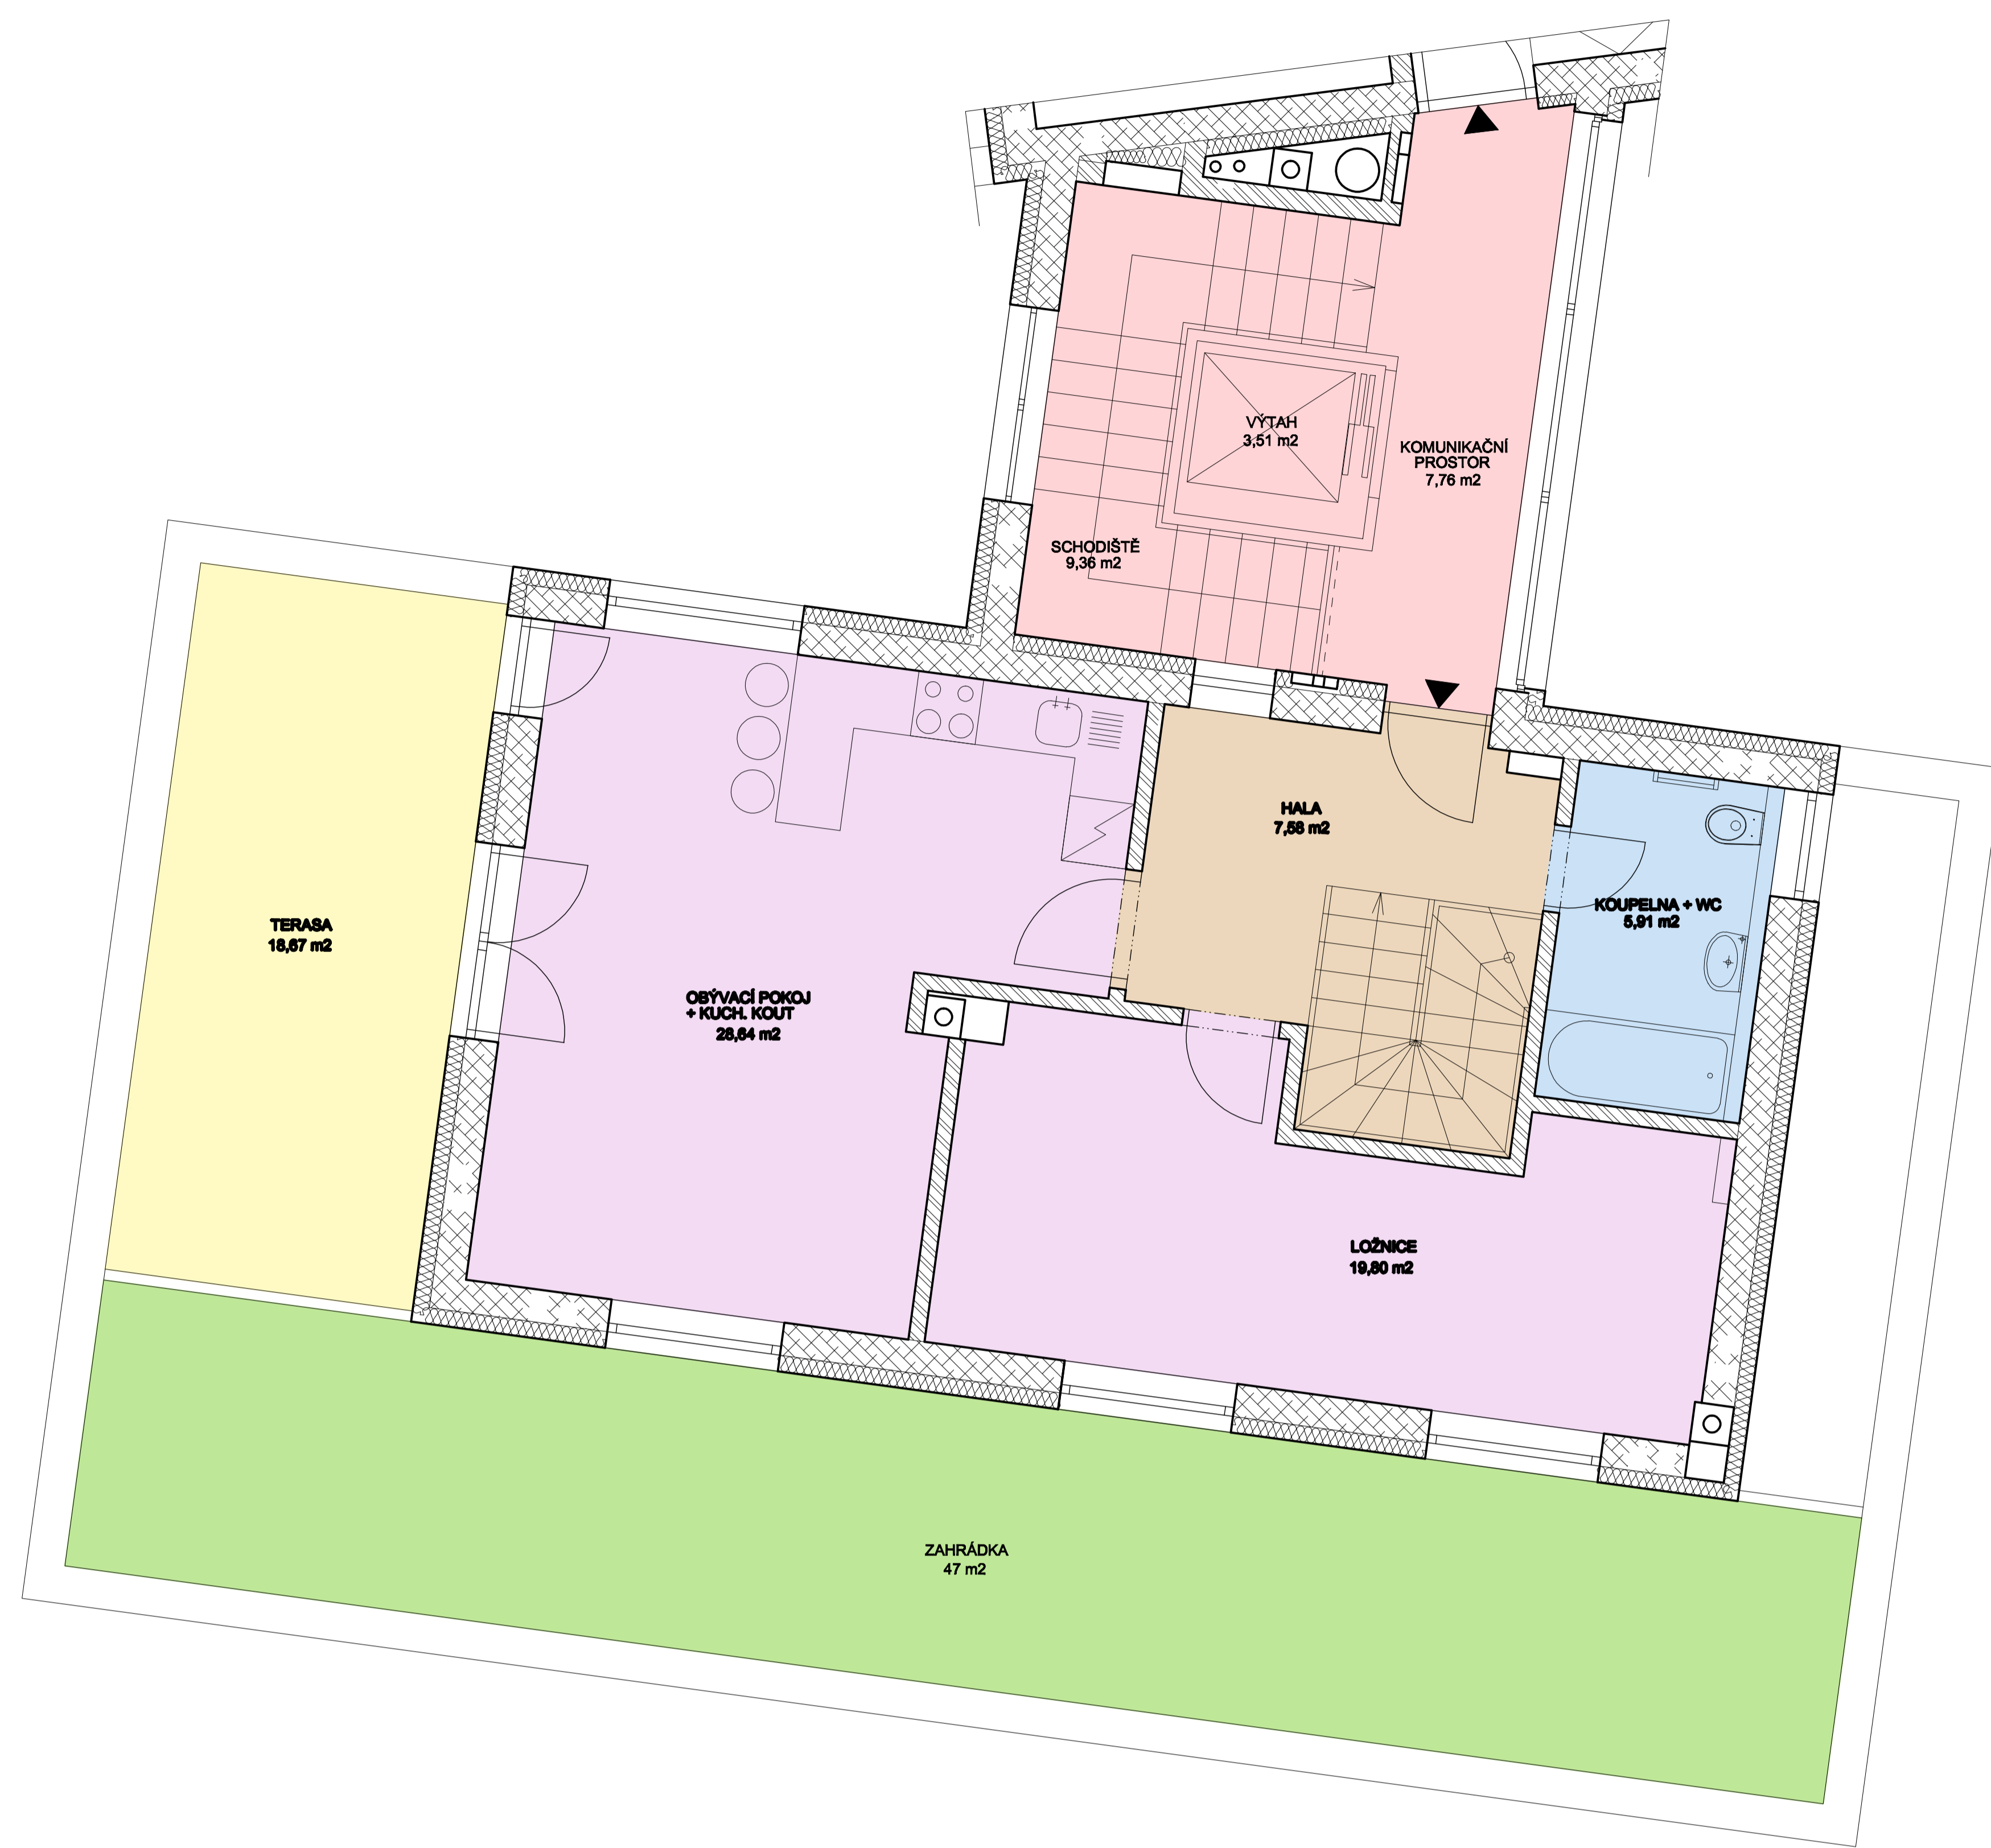 VÝTAH
3,51 m2
KOMUNIKAČNÍ
PROSTOR
7,76 m2
SCHODIŠTĚ
9,36 m2
HALA
7,58 m2
KOUPELNA + WC
5,91 m2
TERASA
18,67 m2
OBÝVACÍ POKOJ
+ KUCH. KOUT
28,64 m2
LOŽNICE
19,80 m2
ZAHRÁDKA
47 m2